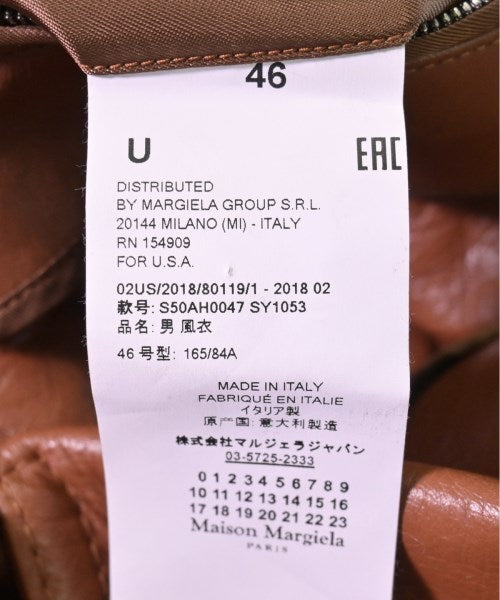 46
U EAC
DISTRIBUTED
BY MARGIELA GROUP S.R.L.
20144 MILANO (MI) - ITALY
RN 154909
FOR U.S.A.
02US/2018/80119/1 - 2018 02
款号: S50AH0047 SY1053
品名: 男 風衣
46 号型: 165/84A
MADE IN ITALY
FABRIQUÉ EN ITALIE
イタリア製
原产国: 意大利製造
株式会社マルジェラジャパン
03-5725-2333
0 1 2 3 4 5 6 7 8 9
10 11 12 13 14 15 16
17 18 19 20 21 22 23
Maison Margiela
PARIS